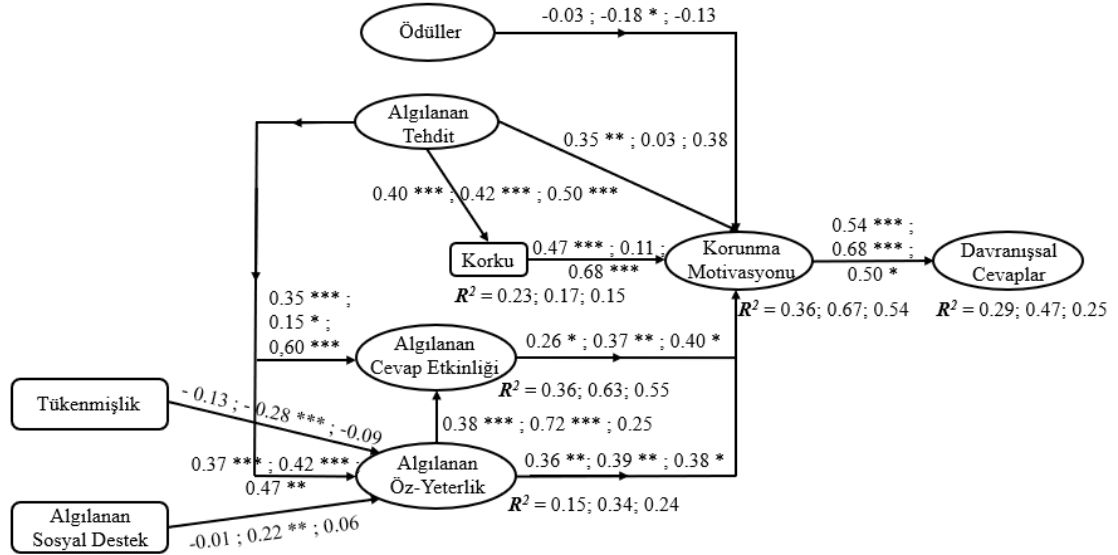 -0.03 ; -0.18 * ; -0.13
Ödüller
Algılanan
Tehdit
0.35 ** ; 0.03 ; 0.38
0.40 *** ; 0.42 *** ; 0.50 ***
Korku
0.47 *** ; 0.11 ;
0.68 ***
R² = 0.23; 0.17; 0.15
Korunma
Motivasyonu
R² = 0.36; 0.67; 0.54
0.54 *** ;
0.68 *** ;
0.50 *
Davranışsal
Cevaplar
R² = 0.29; 0.47; 0.25
0.35 *** ;
0.15 * ;
0,60 ***
Algılanan
Cevap Etkinliği
0.26 * ; 0.37 ** ; 0.40 *
R² = 0.36; 0.63; 0.55
Tükenmişlik
- 0.13 ; - 0.28 *** ; -0.09
0.38 *** ; 0.72 *** ; 0.25
0.37 *** ; 0.42 *** ;
0.47 **
Algılanan
Öz-Yeterlik
0.36 **; 0.39 ** ; 0.38 *
R² = 0.15; 0.34; 0.24
Algılanan
Sosyal Destek
-0.01 ; 0.22 ** ; 0.06